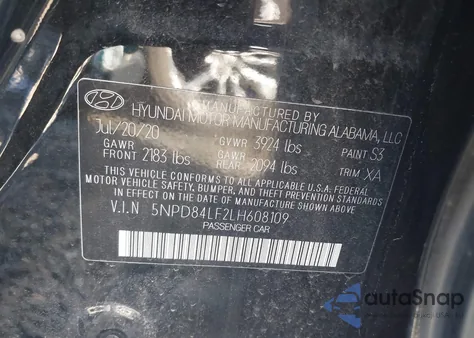 MANUFACTURED BY
HYUNDAI MOTOR MANUFACTURING ALABAMA, LLC
Jul/20/20 GVWR 3924 lbs PAINT S3
GAWR FRONT 2183 lbs GAWR REAR 2094 lbs TRIM XA
THIS VEHICLE CONFORMS TO ALL APPLICABLE U.S.A. FEDERAL
MOTOR VEHICLE SAFETY, BUMPER, AND THEFT PREVENTION STANDARDS
IN EFFECT ON THE DATE OF MANUFACTURE SHOWN ABOVE.
V.I.N 5NPD84LF2LH608109
PASSENGER CAR
autoSnap